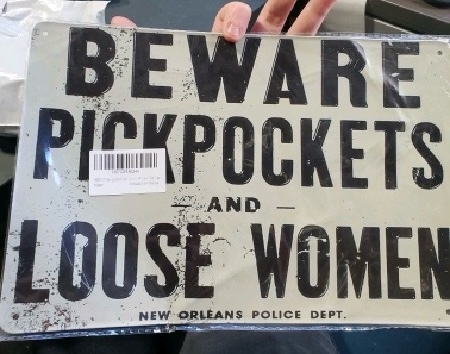 BEWARE
PICKPOCKETS
— AND —
LOOSE WOMEN
NEW ORLEANS POLICE DEPT.